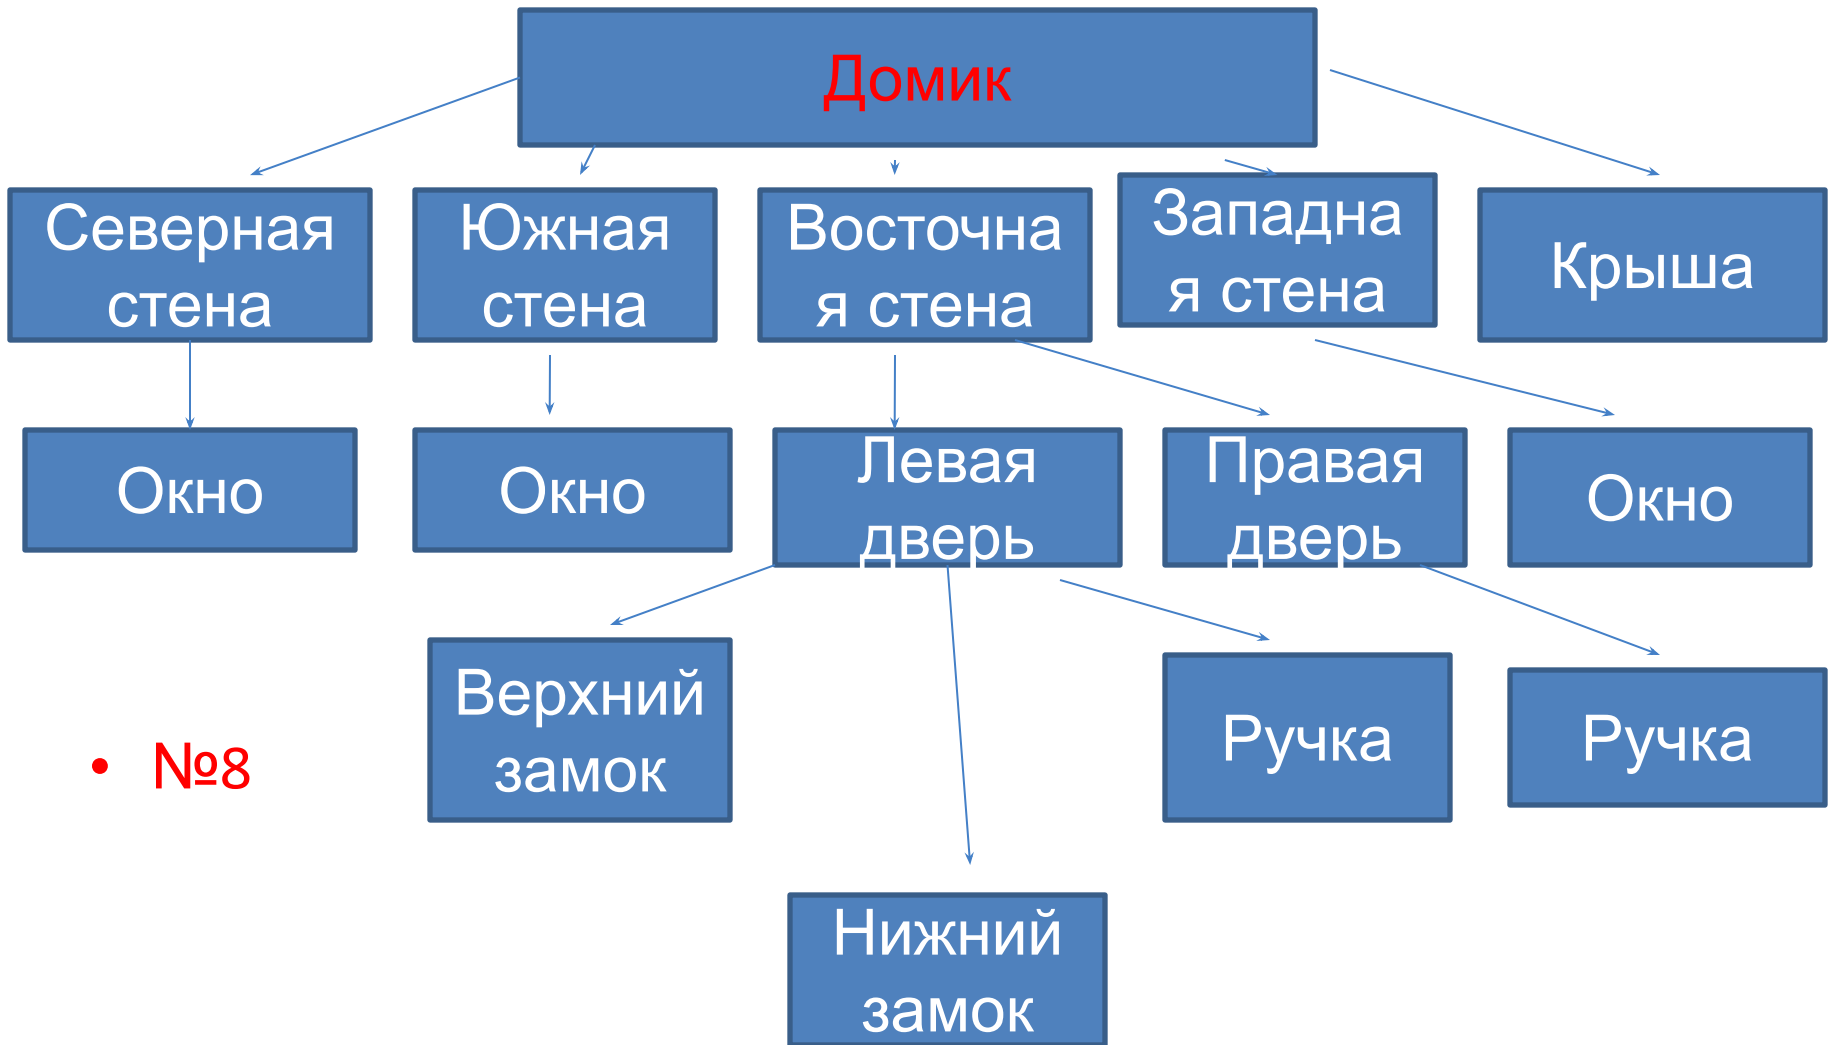 Домик
Северная
стена
Южная
стена
Восточна
я стена
Западна
я стена
Крыша
Окно
Окно
Левая
дверь
Правая
дверь
Окно
Верхний
замок
Ручка
Ручка
• №8
Нижний
замок